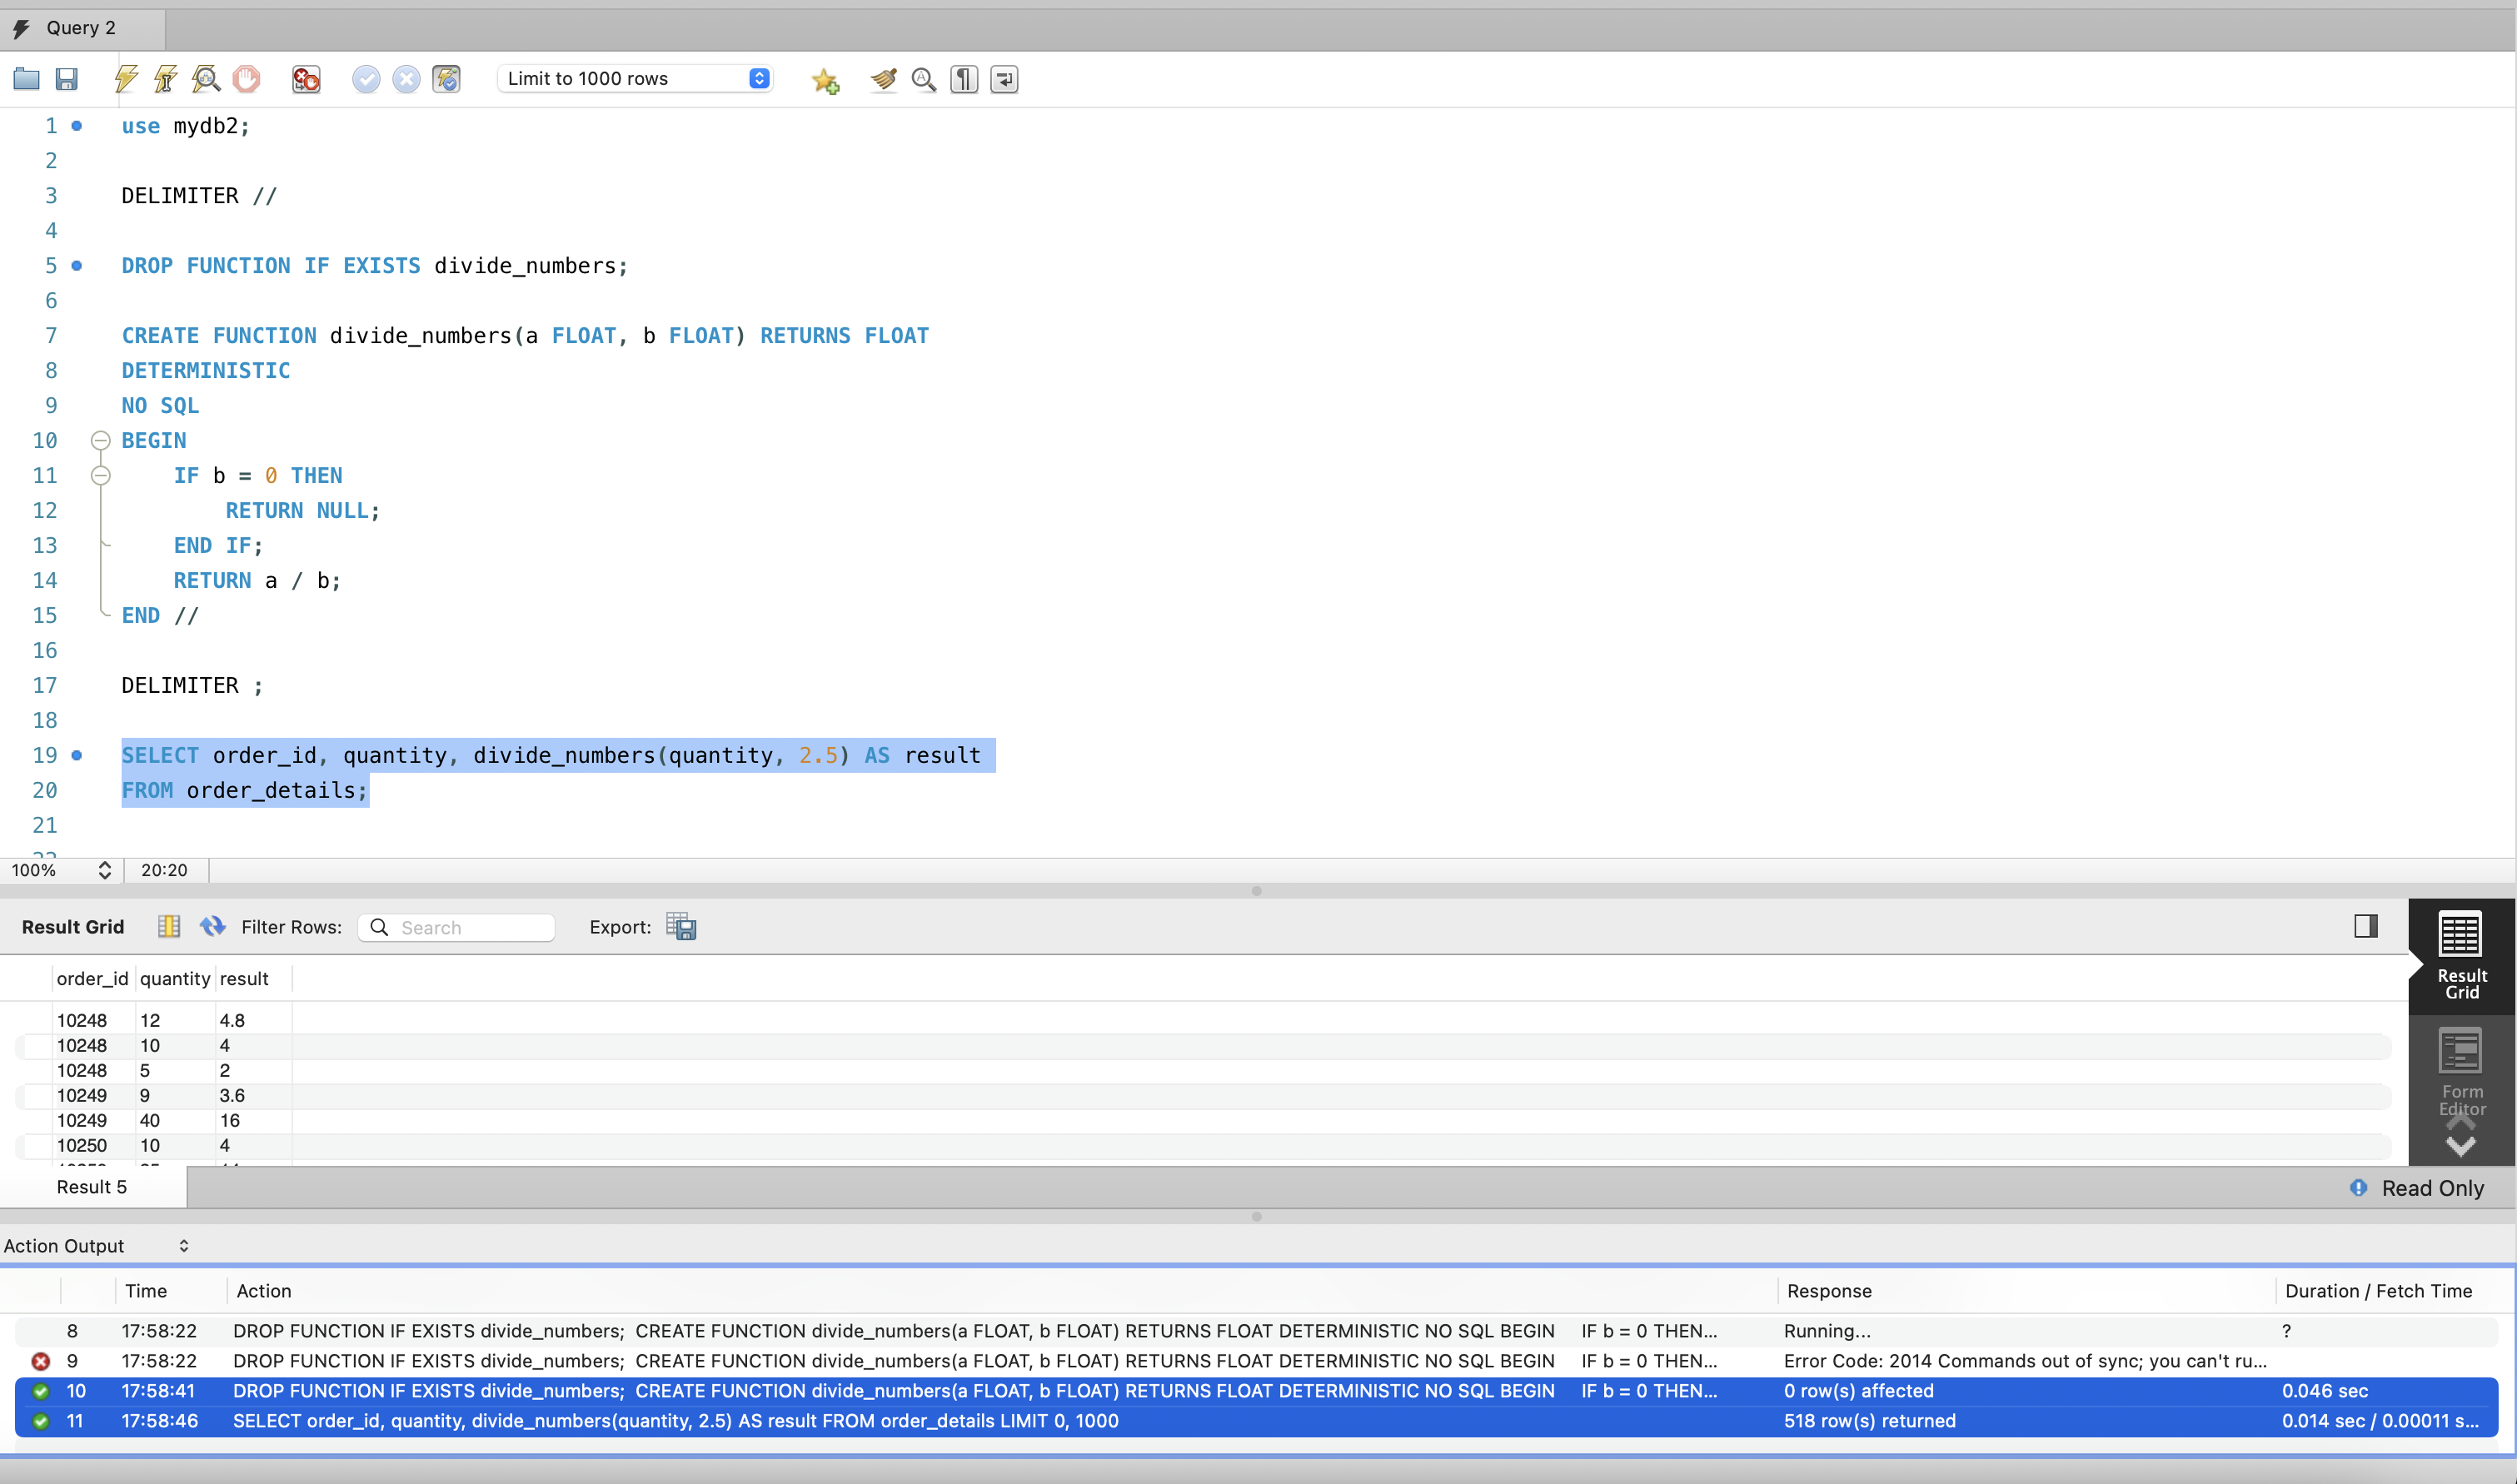 Query 2
Limit to 1000 rows
1 use mydb2;
2
3 DELIMITER //
4
5 DROP FUNCTION IF EXISTS divide_numbers;
6
7 CREATE FUNCTION divide_numbers(a FLOAT, b FLOAT) RETURNS FLOAT
8 DETERMINISTIC
9 NO SQL
10 BEGIN
11 IF b = 0 THEN
12 RETURN NULL;
13 END IF;
14 RETURN a / b;
15 END //
16
17 DELIMITER ;
18
19 SELECT order_id, quantity, divide_numbers(quantity, 2.5) AS result
20 FROM order_details;
21
100% 20:20
Result Grid Filter Rows: Search Export:
order_id quantity result
10248 12 4.8
10248 10 4
10248 5 2
10249 9 3.6
10249 40 16
10250 10 4
Result
Grid
Form
Editor
Result 5 Read Only
Action Output
Time Action Response Duration / Fetch Time
8 17:58:22 DROP FUNCTION IF EXISTS divide_numbers; CREATE FUNCTION divide_numbers(a FLOAT, b FLOAT) RETURNS FLOAT DETERMINISTIC NO SQL BEGIN IF b = 0 THEN... Running... ?
9 17:58:22 DROP FUNCTION IF EXISTS divide_numbers; CREATE FUNCTION divide_numbers(a FLOAT, b FLOAT) RETURNS FLOAT DETERMINISTIC NO SQL BEGIN IF b = 0 THEN... Error Code: 2014 Commands out of sync; you can't ru...
10 17:58:41 DROP FUNCTION IF EXISTS divide_numbers; CREATE FUNCTION divide_numbers(a FLOAT, b FLOAT) RETURNS FLOAT DETERMINISTIC NO SQL BEGIN IF b = 0 THEN... 0 row(s) affected 0.046 sec
11 17:58:46 SELECT order_id, quantity, divide_numbers(quantity, 2.5) AS result FROM order_details LIMIT 0, 1000 518 row(s) returned 0.014 sec / 0.00011 s...